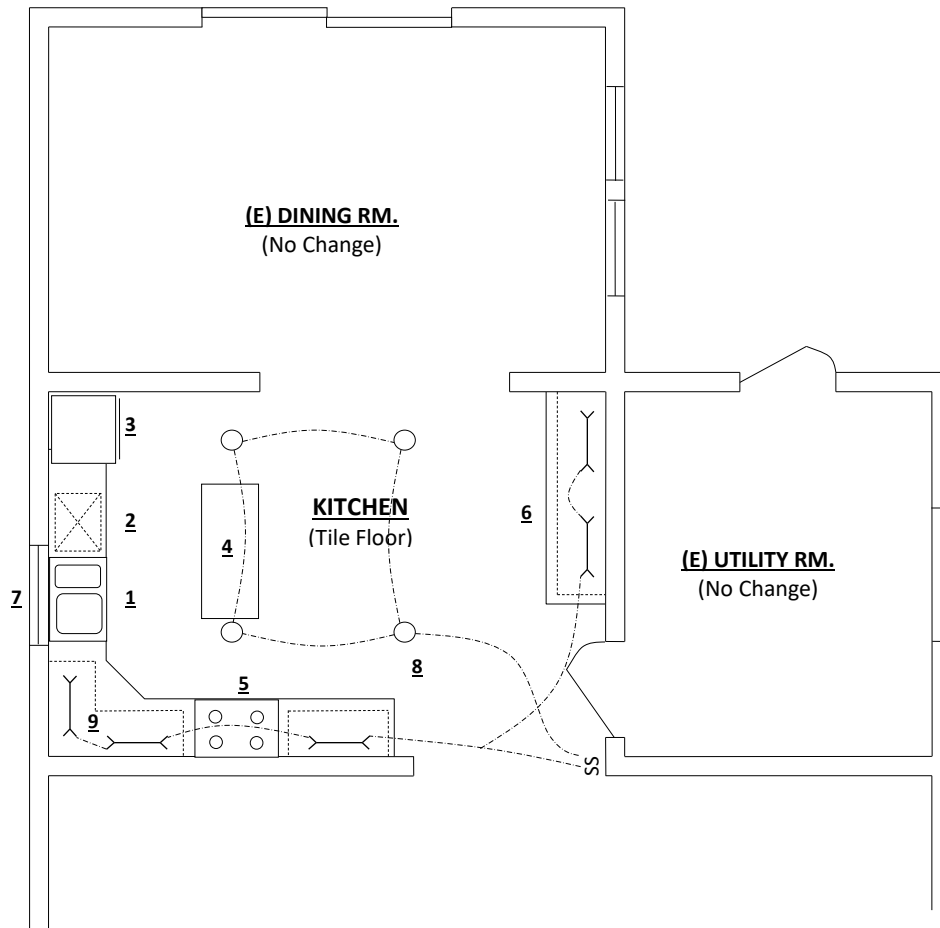 (E) DINING RM.
(No Change)
3
2
KITCHEN
(Tile Floor)
6
4
(E) UTILITY RM.
(No Change)
7
1
8
5
9
SS